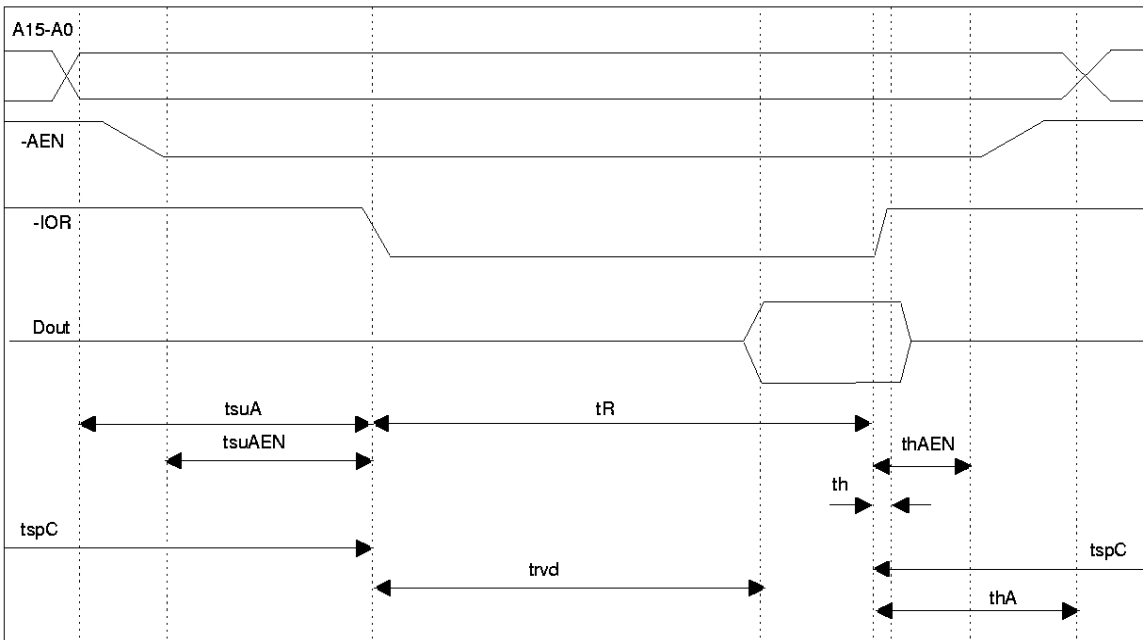 A15-A0
-AEN
-IOR
Dout
tsuA
tR
tsuAEN
thAEN
th
tspC
tspC
trvd
thA